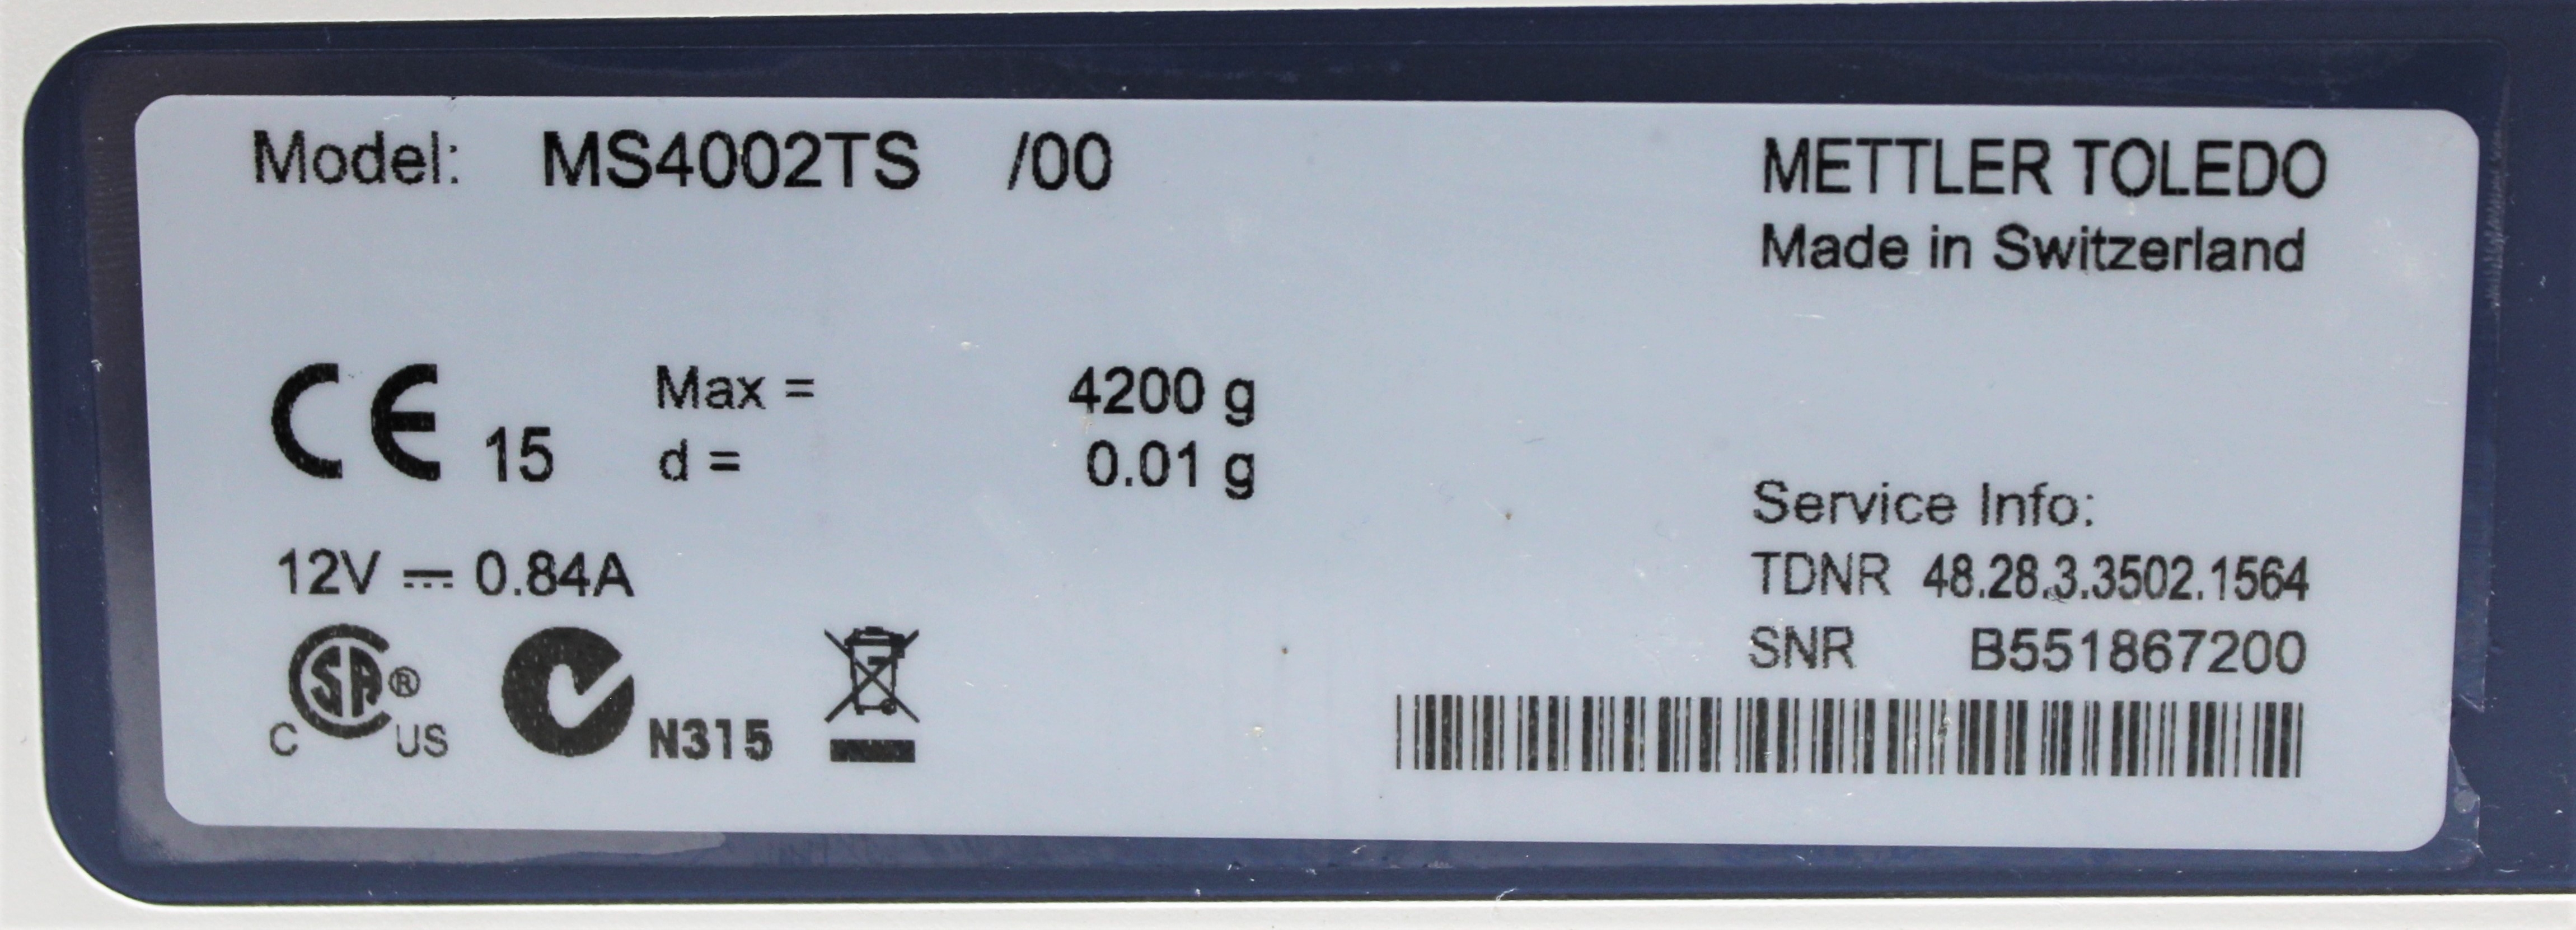 Model: MS4002TS /00
METTLER TOLEDO
Made in Switzerland
CE 15
Max = 4200 g
d = 0.01 g
12V ⎓ 0.84A
Service Info:
TDNR 48.28.3.3502.1564
SNR B551867200
C SA ® US
N315